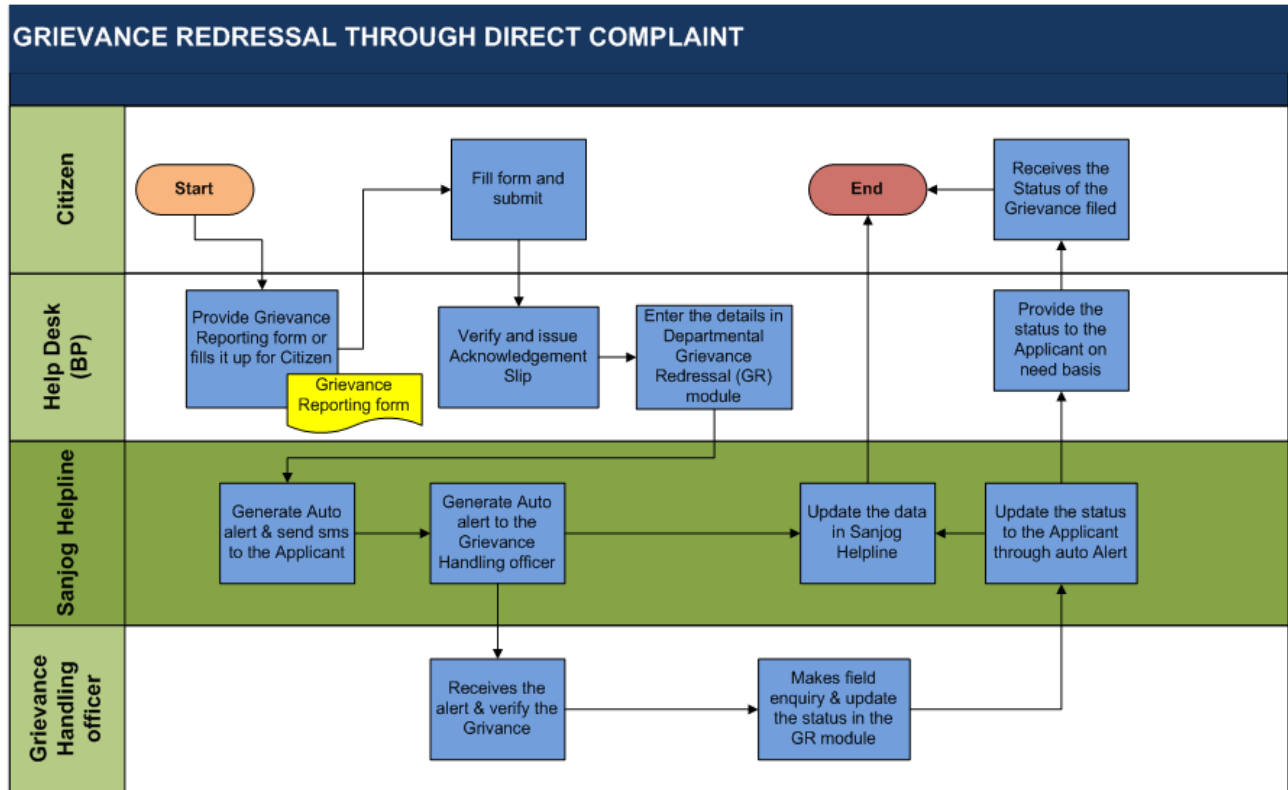 GRIEVANCE REDRESSAL THROUGH DIRECT COMPLAINT
Citizen
Start
Fill form and
submit
End
Receives the
Status of the
Grievance filed
Help Desk
(BP)
Provide Grievance
Reporting form or
fills it up for Citizen
Grievance
Reporting form
Verify and issue
Acknowledgement
Slip
Enter the details in
Departmental
Grievance
Redressal (GR)
module
Provide the
status to the
Applicant on
need basis
Sanjog Helpline
Generate Auto
alert & send sms
to the Applicant
Generate Auto
alert to the
Grievance
Handling officer
Update the data
in Sanjog
Helpline
Update the status
to the Applicant
through auto Alert
Grievance
Handling
officer
Receives the
alert & verify the
Grivance
Makes field
enquiry & update
the status in the
GR module